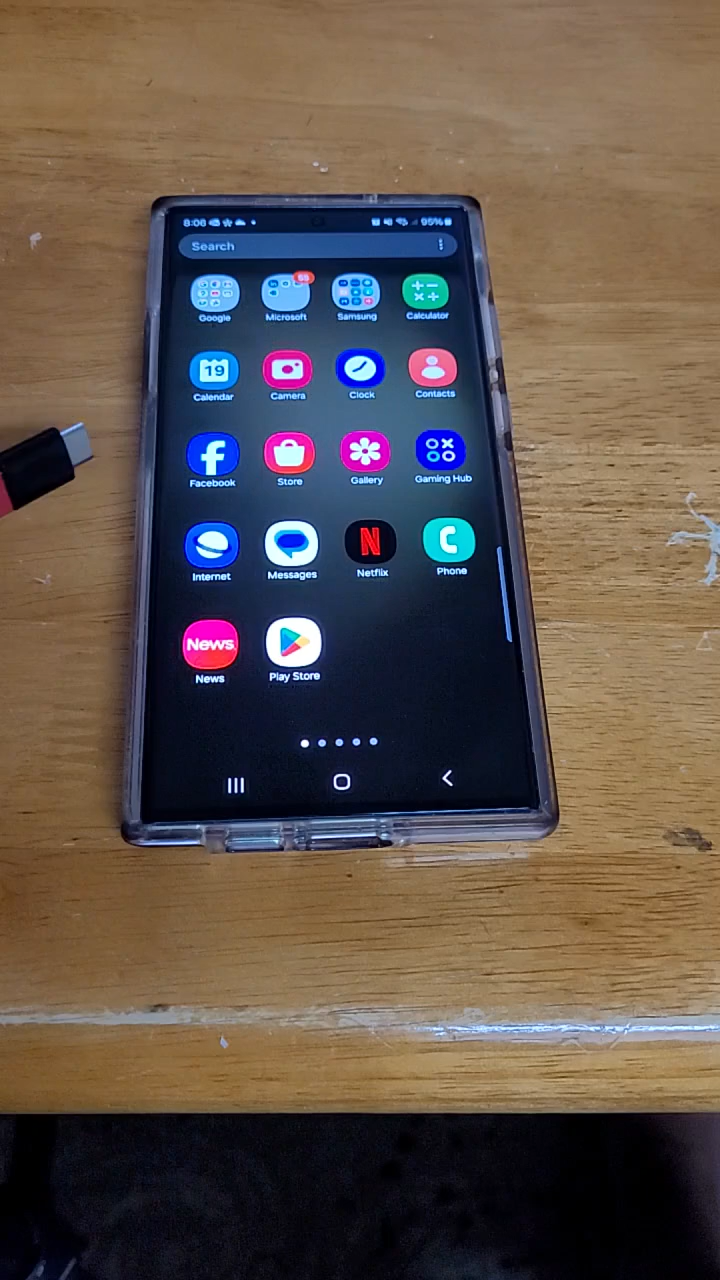 8:06 95%
Search
65
Google Microsoft Samsung Calculator
19
Calendar Camera Clock Contacts
Facebook Store Gallery Gaming Hub
N
Internet Messages Netflix Phone
News
News Play Store